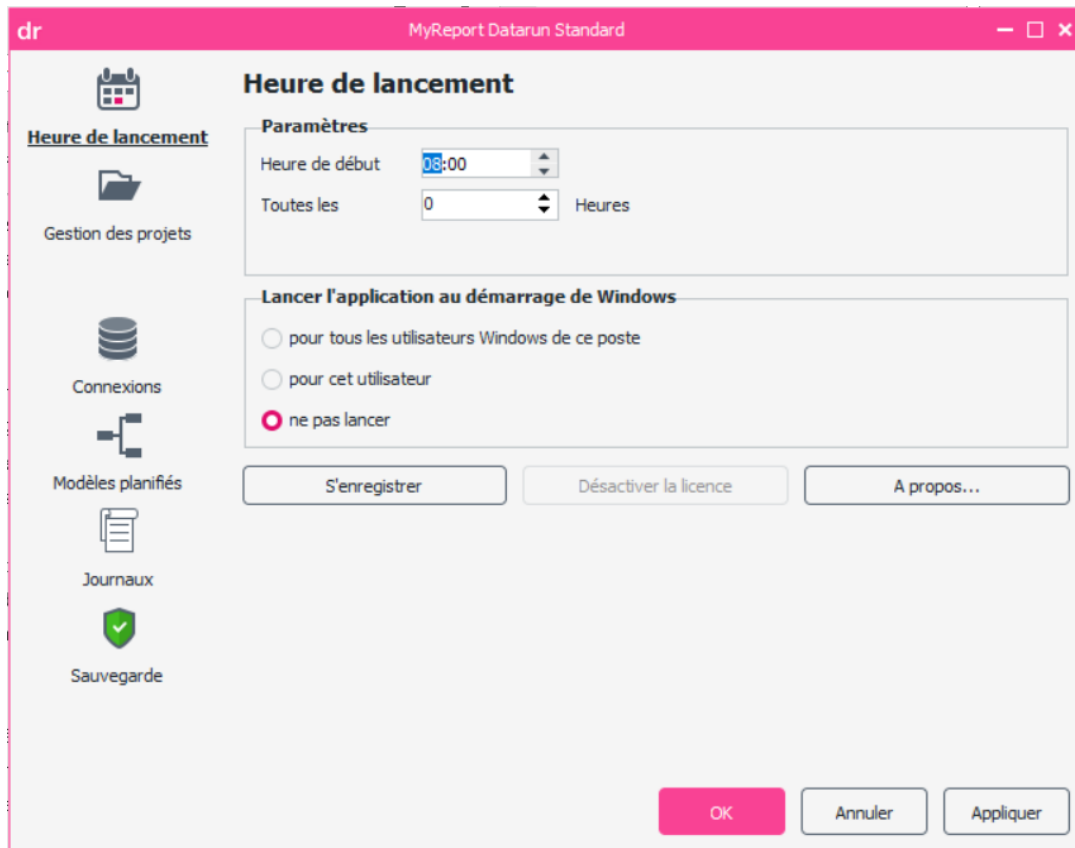 dr
MyReport Datarun Standard
Heure de lancement
Gestion des projets
Connexions
Modèles planifiés
Journaux
Sauvegarde
Heure de lancement
Paramètres
Heure de début 08:00
Toutes les 0 Heures
Lancer l'application au démarrage de Windows
pour tous les utilisateurs Windows de ce poste
pour cet utilisateur
ne pas lancer
S'enregistrer Désactiver la licence A propos...
OK Annuler Appliquer